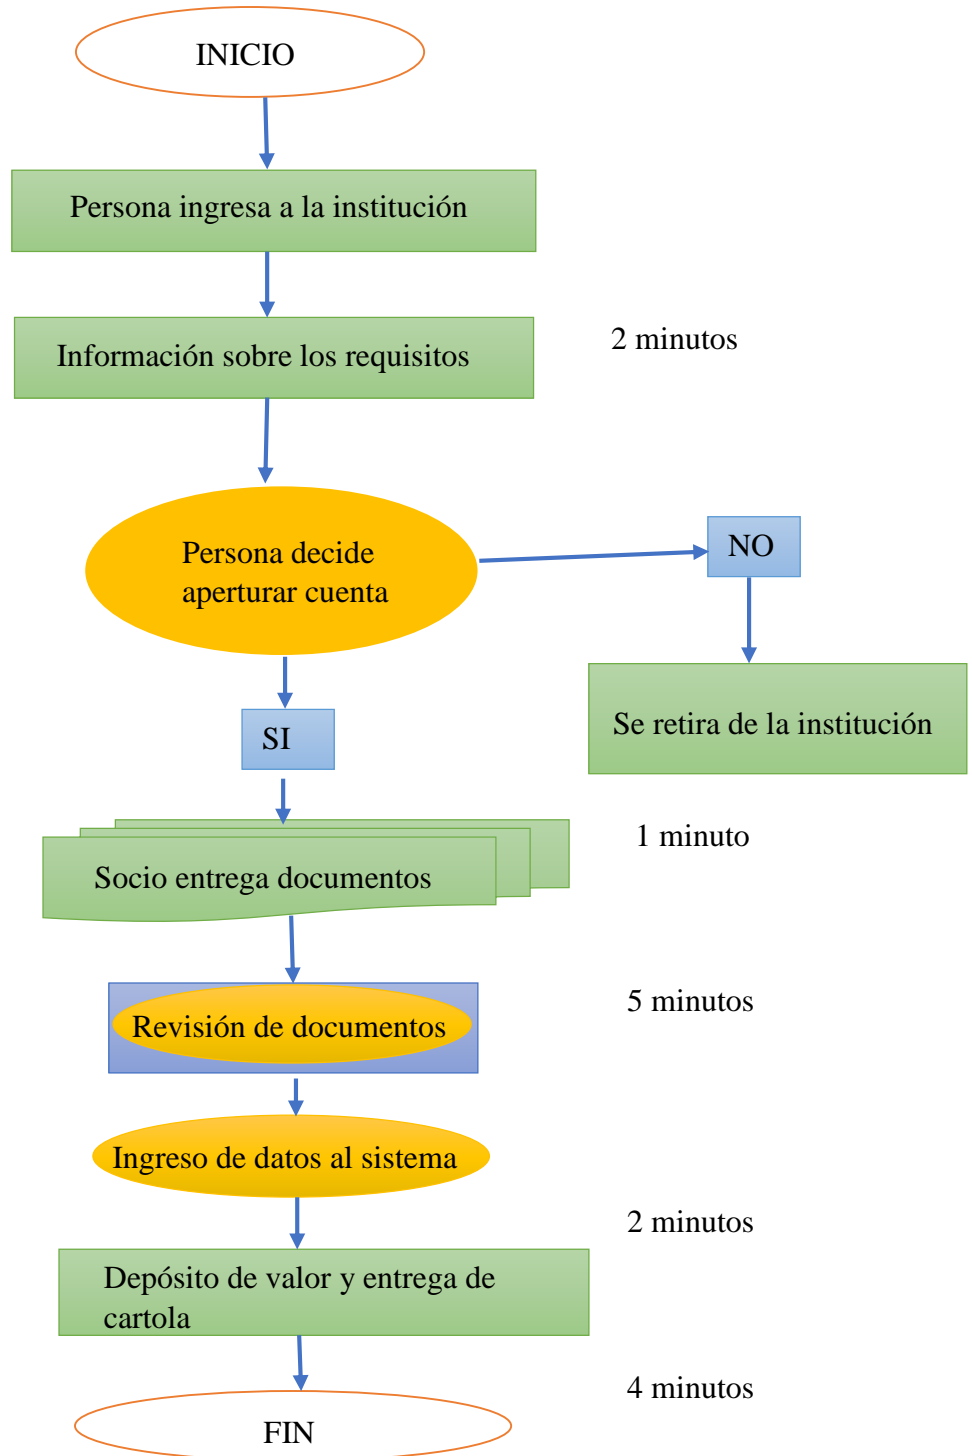 INICIO
Persona ingresa a la institución
Información sobre los requisitos
2 minutos
Persona decide
aperturar cuenta
NO
Se retira de la institución
SI
1 minuto
Socio entrega documentos
5 minutos
Revisión de documentos
Ingreso de datos al sistema
2 minutos
Depósito de valor y entrega de
cartola
4 minutos
FIN